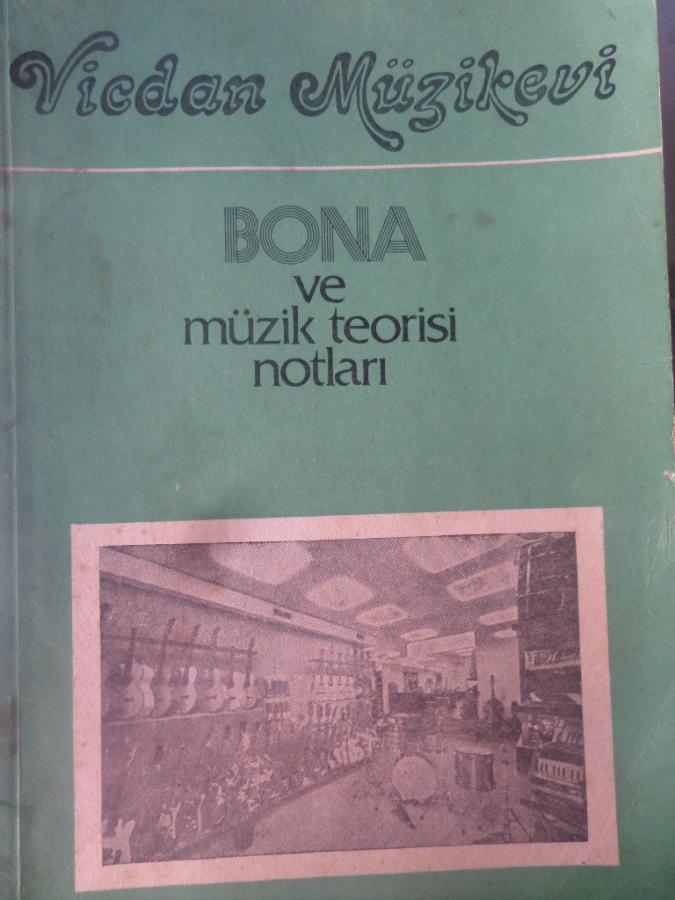 Vicdan Müzikevi
BONA
ve
müzik teorisi
notları